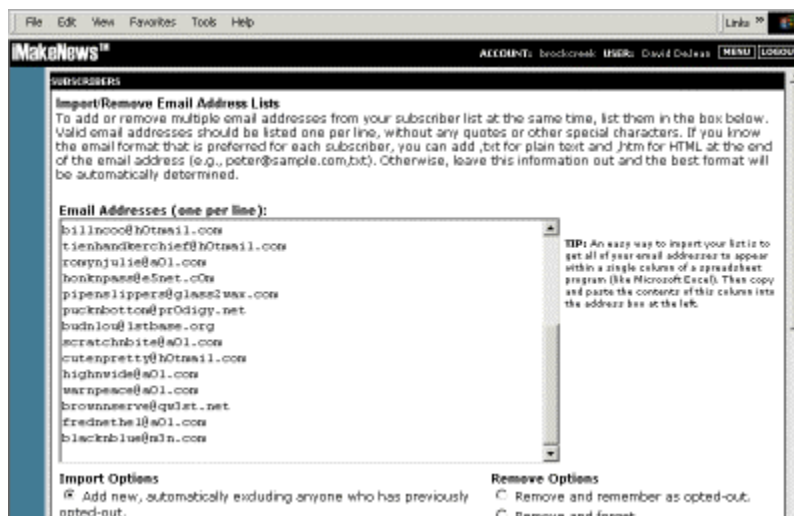 File Edit View Favorites Tools Help Links »
iMakeNews™ ACCOUNT: brockcreek USER: David DeJean MENU LOGOU
SUBSCRIBERS
Import/Remove Email Address Lists
To add or remove multiple email addresses from your subscriber list at the same time, list them in the box below.
Valid email addresses should be listed one per line, without any quotes or other special characters. If you know
the email format that is preferred for each subscriber, you can add ,txt for plain text and ,htm for HTML at the end
of the email address (e.g., peter@sample.com,txt). Otherwise, leave this information out and the best format will
be automatically determined.
Email Addresses (one per line):
billncoo@h0tmail.com
tienhandkerchief@h0tmail.com
romynjulie@a0l.com
honknpass@e5net.c0m
pipenslippers@glass2wax.com
pucknbottom@pr0digy.net
budnlou@1stbase.org
scratchnbite@a0l.com
cutenpretty@h0tmail.com
highnwide@a0l.com
warnpeace@a0l.com
brownnserve@qw3st.net
frednethel@a0l.com
blacknblue@m3n.com
TIP: An easy way to import your list is to
get all of your email addresses to appear
within a single column of a spreadsheet
program (like Microsoft Excel). Then copy
and paste the contents of this column into
the address box at the left.
Import Options
Add new, automatically excluding anyone who has previously
opted-out.
Remove Options
Remove and remember as opted-out.
Remove and forget